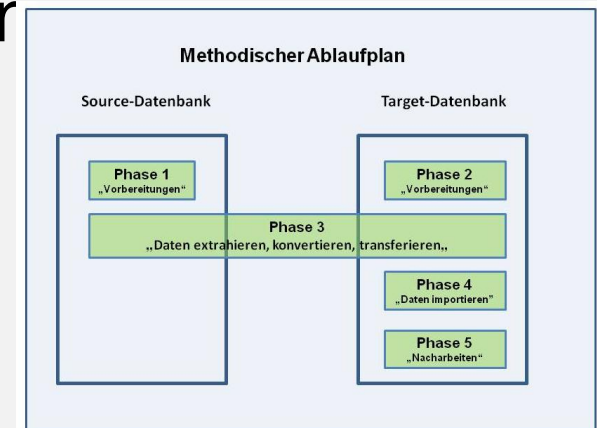 r
Methodischer Ablaufplan
Source-Datenbank Target-Datenbank
Phase 1
„Vorbereitungen“
Phase 2
„Vorbereitungen“
Phase 3
„Daten extrahieren, konvertieren, transferieren„
Phase 4
„Daten importieren“
Phase 5
„Nacharbeiten“